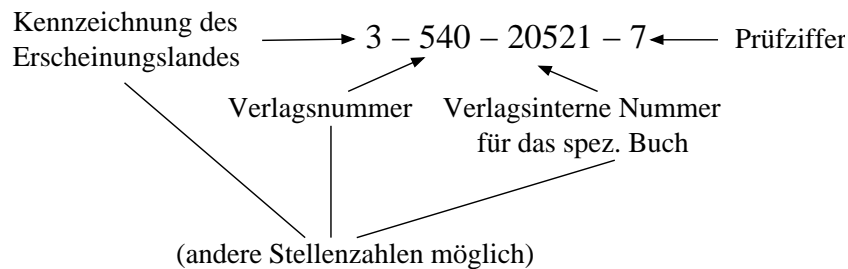 Kennzeichnung des
Erscheinungslandes
3 – 540 – 20521 – 7
Prüfziffer
Verlagsnummer
Verlagsinterne Nummer
für das spez. Buch
(andere Stellenzahlen möglich)